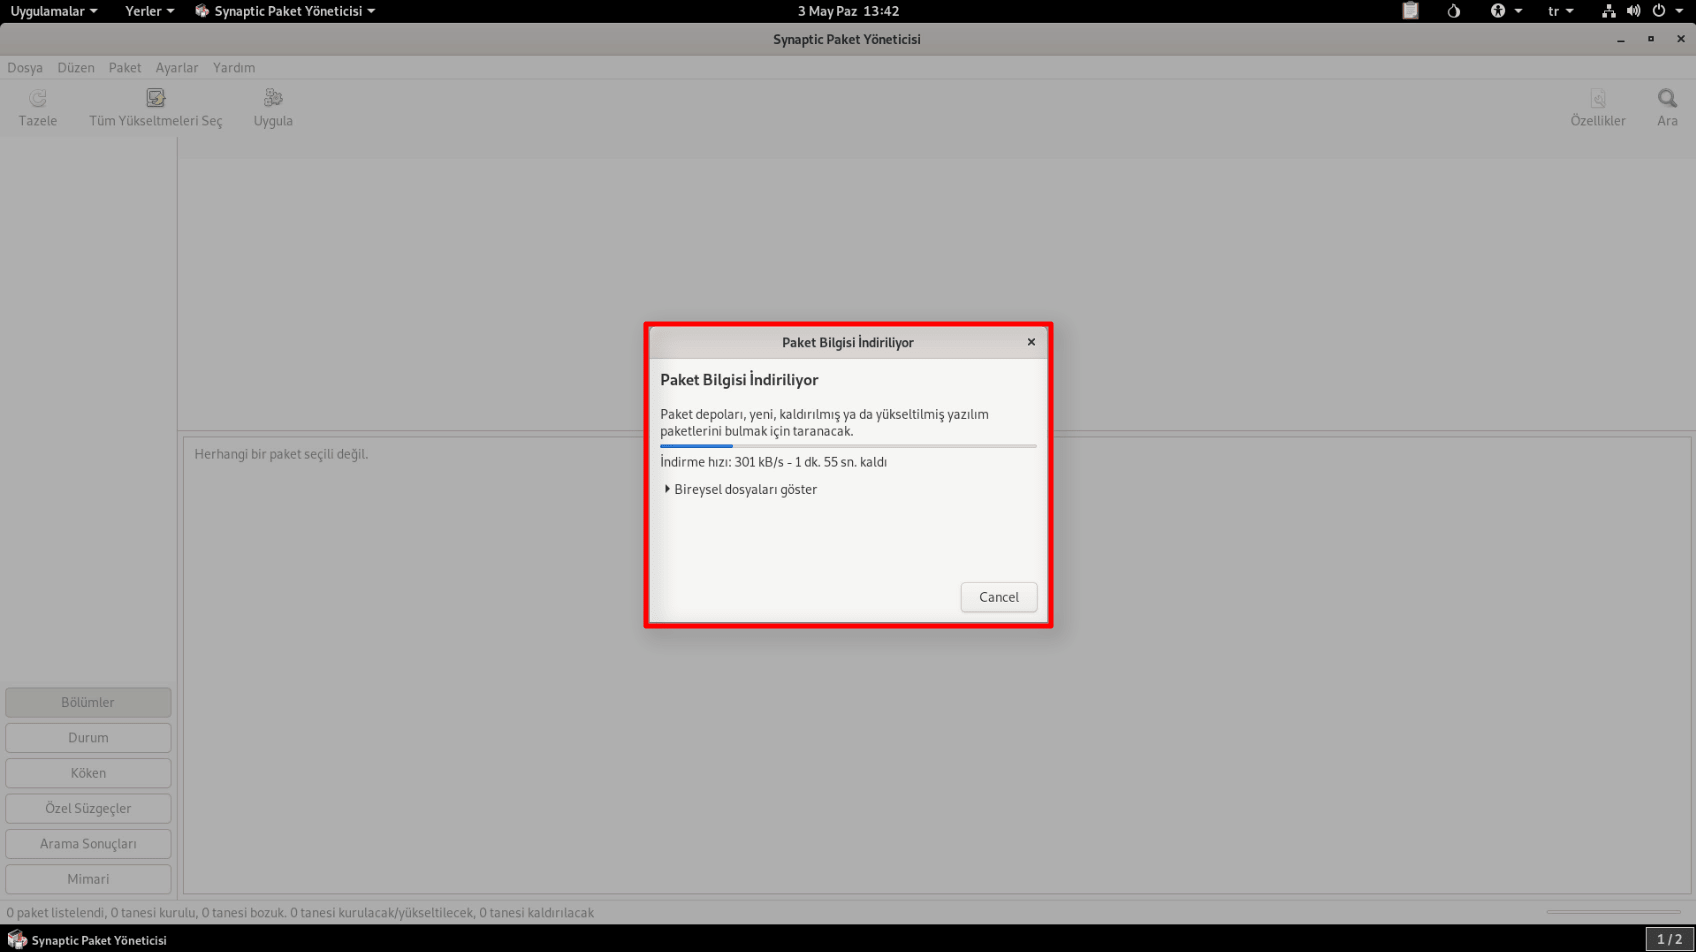 Uygulamalar Yerler Synaptic Paket Yöneticisi 3 May Paz 13:42 tr
Synaptic Paket Yöneticisi
Dosya Düzen Paket Ayarlar Yardım
Tazele Tüm Yükseltmeleri Seç Uygula Özellikler Ara
Paket Bilgisi İndiriliyor
Paket Bilgisi İndiriliyor
Paket depoları, yeni, kaldırılmış ya da yükseltilmiş yazılım
paketlerini bulmak için taranacak.
İndirme hızı: 301 kB/s - 1 dk. 55 sn. kaldı
Bireysel dosyaları göster
Cancel
Herhangi bir paket seçili değil.
Bölümler
Durum
Köken
Özel Süzgeçler
Arama Sonuçları
Mimari
0 paket listelendi, 0 tanesi kurulu, 0 tanesi bozuk. 0 tanesi kurulacak/yükseltilecek, 0 tanesi kaldırılacak
Synaptic Paket Yöneticisi 1 / 2